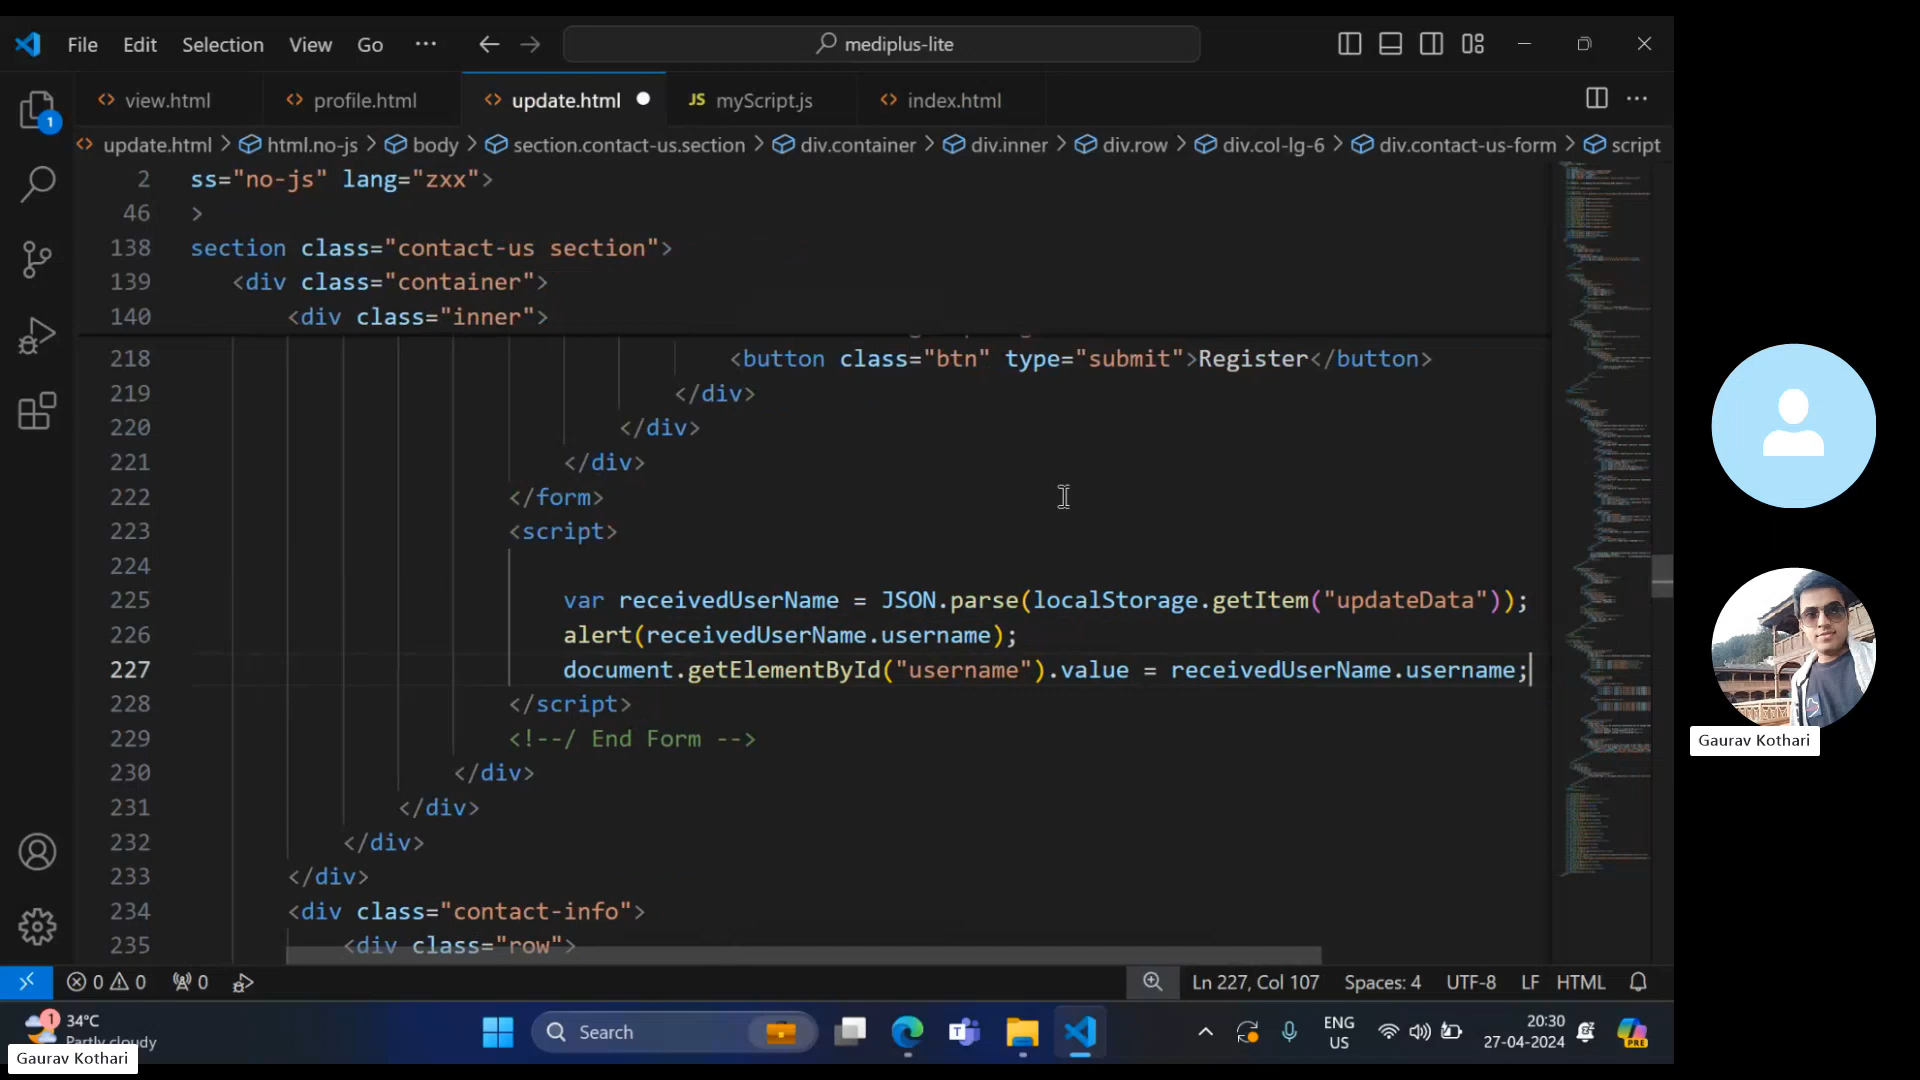 File Edit Selection View Go ··· mediplus-lite
view.html profile.html update.html JS myScript.js index.html
1
update.html > html.no-js > body > section.contact-us.section > div.container > div.inner > div.row > div.col-lg-6 > div.contact-us-form > script
2 ss="no-js" lang="zxx">
46 >
138 section class="contact-us section">
139 <div class="container">
140 <div class="inner">
218 <button class="btn" type="submit">Register</button>
219 </div>
220 </div>
221 </div>
222 </form>
223 <script>
224
225 var receivedUserName = JSON.parse(localStorage.getItem("updateData"));
226 alert(receivedUserName.username);
227 document.getElementById("username").value = receivedUserName.username;
228 </script>
229 <!--/ End Form -->
230 </div>
231 </div>
232 </div>
233 </div>
234 <div class="contact-info">
235 <div class="row">
Gaurav Kothari
0 0 0 Ln 227, Col 107 Spaces: 4 UTF-8 LF HTML
1 34°C
Partly cloudy
Search
ENG
US
20:30
27-04-2024
PRE
Gaurav Kothari